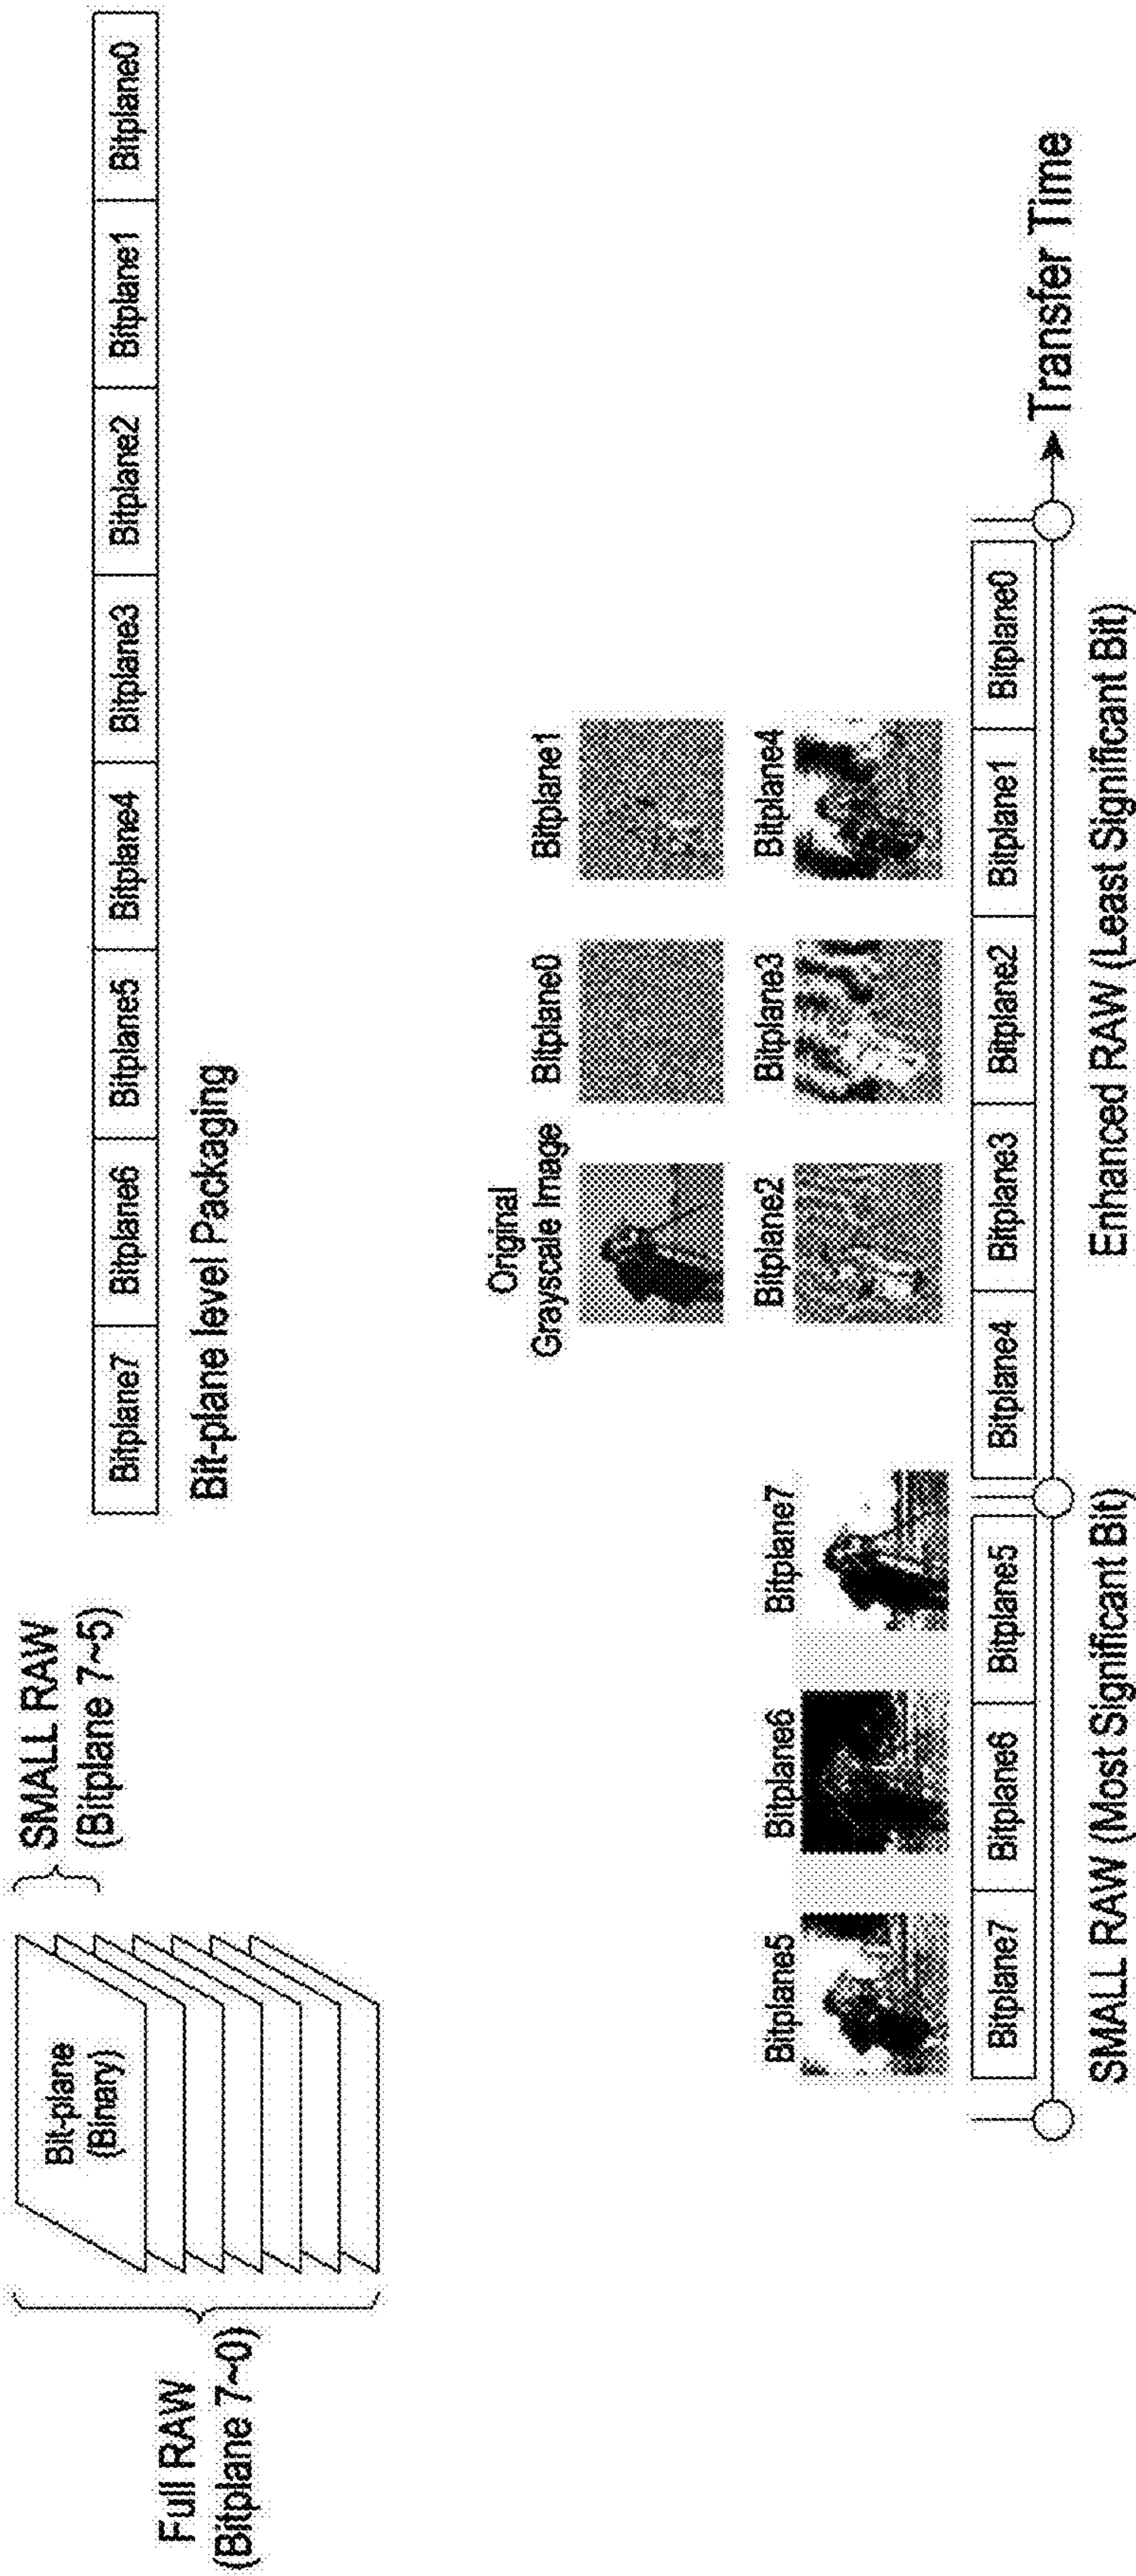 Full RAW
(Bitplane 7~0)
Bit-plane
(Binary)
SMALL RAW
(Bitplane 7~5)
Bitplane7
Bitplane6
Bitplane5
Bitplane4
Bitplane3
Bitplane2
Bitplane1
Bitplane0
Bit-plane level Packaging
Original
Grayscale Image
Bitplane0
Bitplane1
Bitplane5
Bitplane6
Bitplane7
Bitplane2
Bitplane3
Bitplane4
Bitplane7
Bitplane6
Bitplane5
Bitplane4
Bitplane3
Bitplane2
Bitplane1
Bitplane0
Transfer Time
SMALL RAW (Most Significant Bit)
Enhanced RAW (Least Significant Bit)